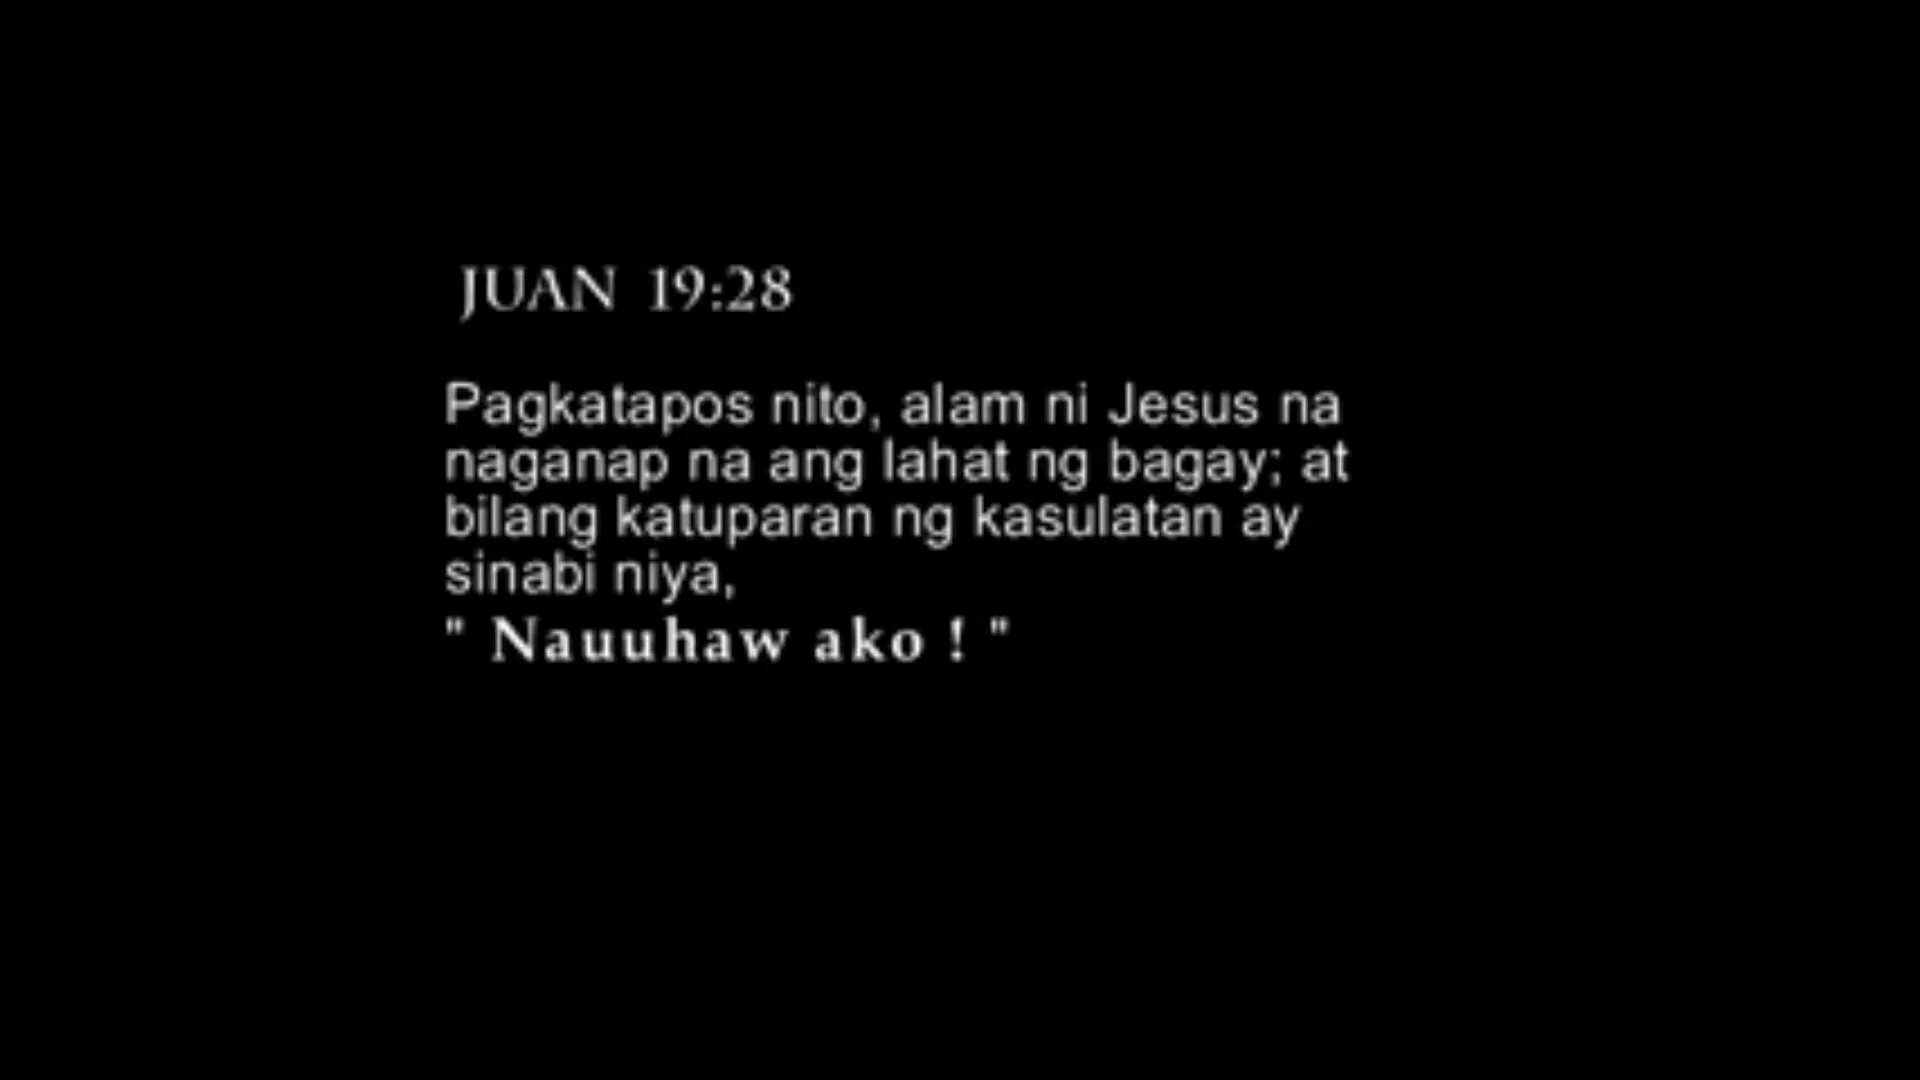 JUAN 19:28
Pagkatapos nito, alam ni Jesus na
naganap na ang lahat ng bagay; at
bilang katuparan ng kasulatan ay
sinabi niya,
" Nauuhaw ako ! "